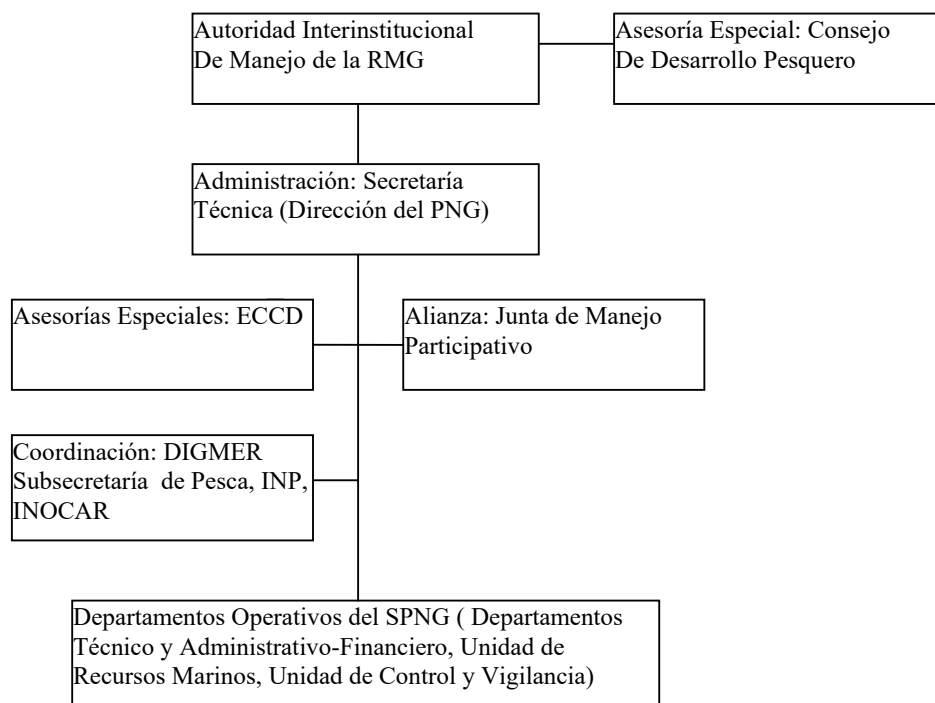 Autoridad Interinstitucional
De Manejo de la RMG
Asesoría Especial: Consejo
De Desarrollo Pesquero
Administración: Secretaría
Técnica (Dirección del PNG)
Asesorías Especiales: ECCD
Alianza: Junta de Manejo
Participativo
Coordinación: DIGMER
Subsecretaría  de Pesca, INP,
INOCAR
Departamentos Operativos del SPNG ( Departamentos
Técnico y Administrativo-Financiero, Unidad de
Recursos Marinos, Unidad de Control y Vigilancia)